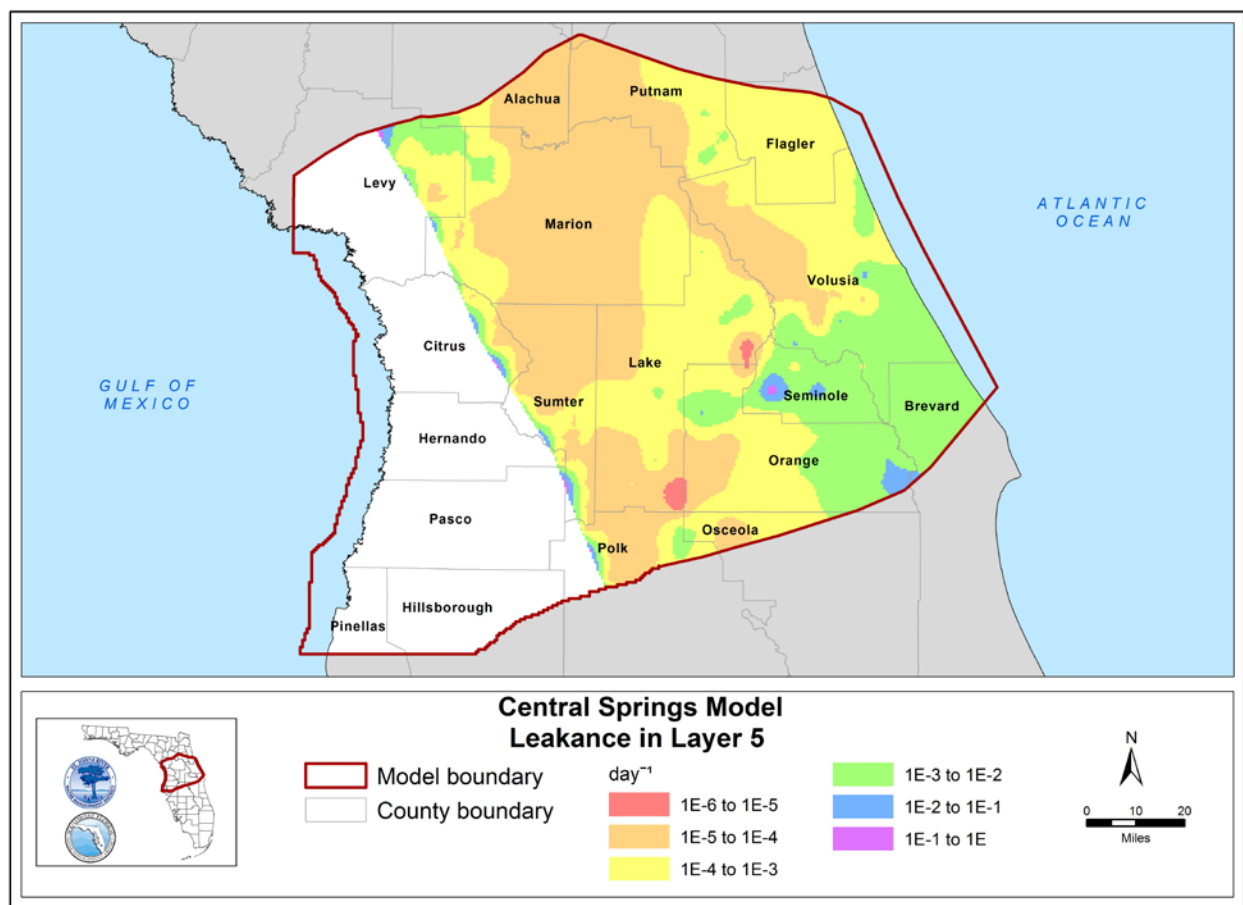 Alachua
Putnam
Flagler
Levy
Marion
ATLANTIC
OCEAN
Volusia
Citrus
Lake
GULF OF
MEXICO
Sumter
Seminole
Brevard
Hernando
Orange
Pasco
Osceola
Polk
Hillsborough
Pinellas
Central Springs Model
Leakance in Layer 5
Model boundary
County boundary
day⁻¹
1E-6 to 1E-5
1E-5 to 1E-4
1E-4 to 1E-3
1E-3 to 1E-2
1E-2 to 1E-1
1E-1 to 1E
N
0 10 20
Miles